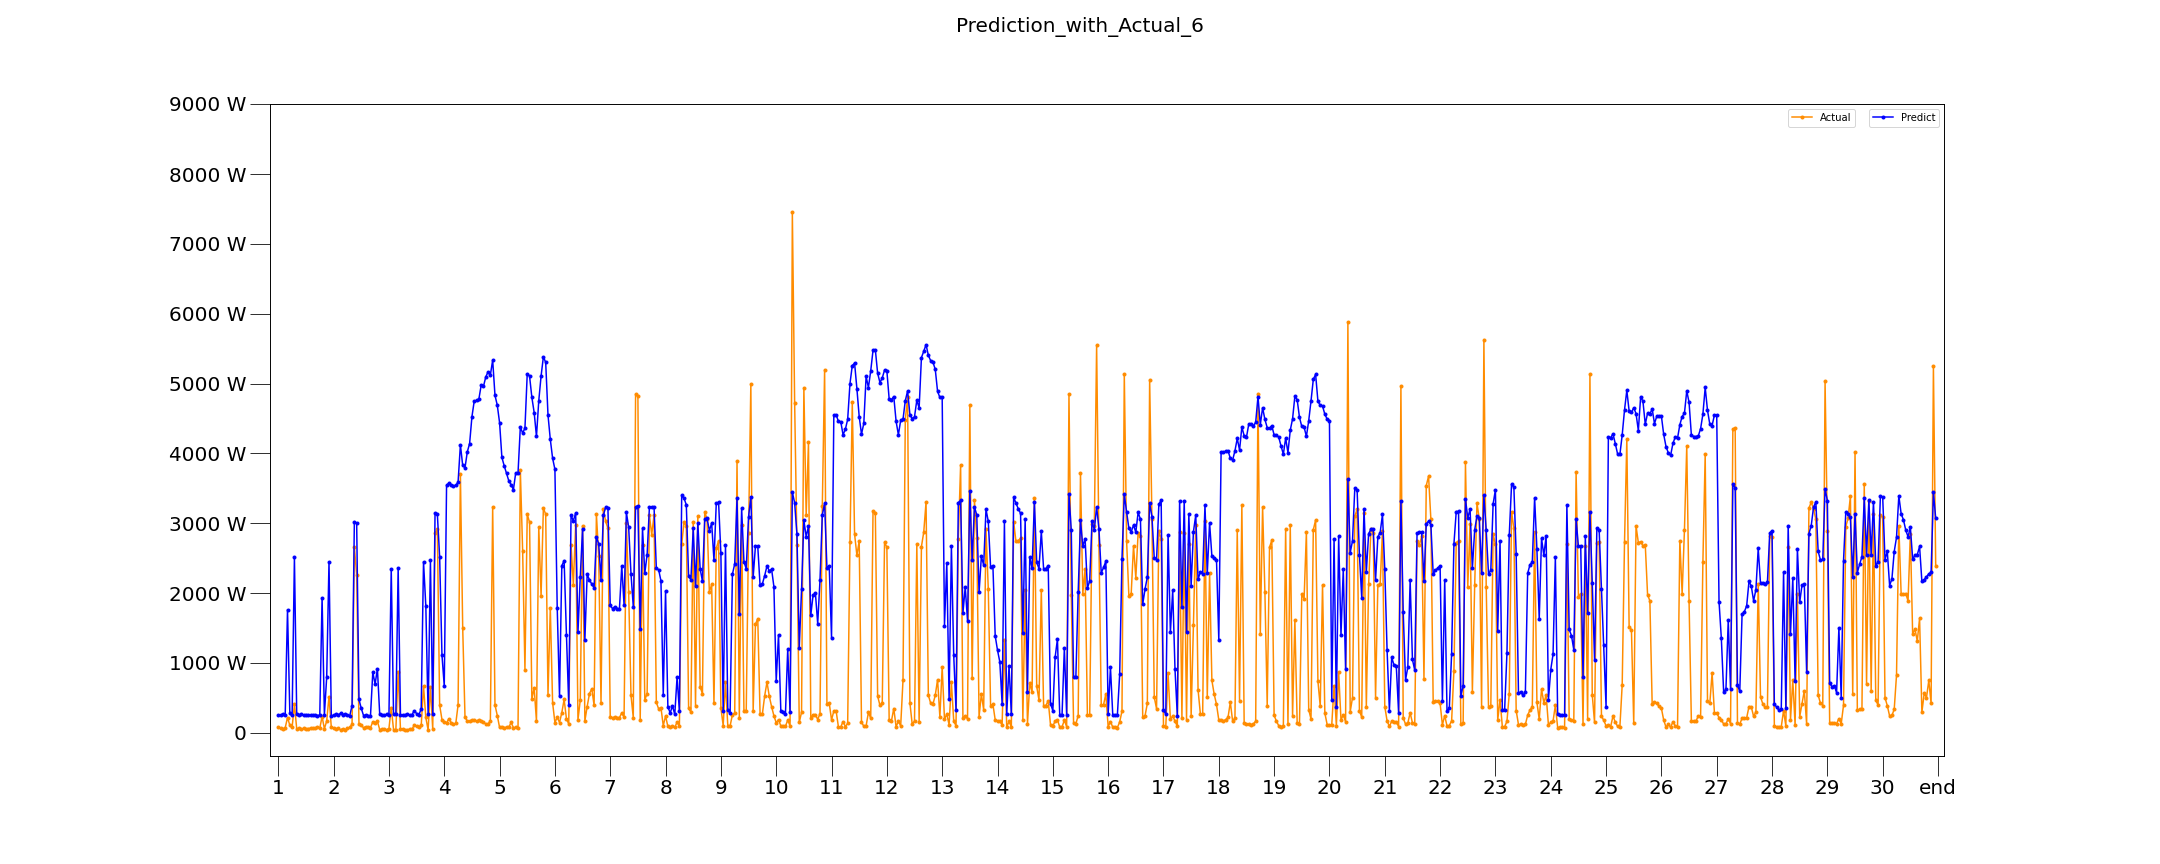 Prediction_with_Actual_6
9000 W
8000 W
7000 W
6000 W
5000 W
4000 W
3000 W
2000 W
1000 W
0
Actual Predict
1 2 3 4 5 6 7 8 9 10 11 12 13 14 15 16 17 18 19 20 21 22 23 24 25 26 27 28 29 30 end